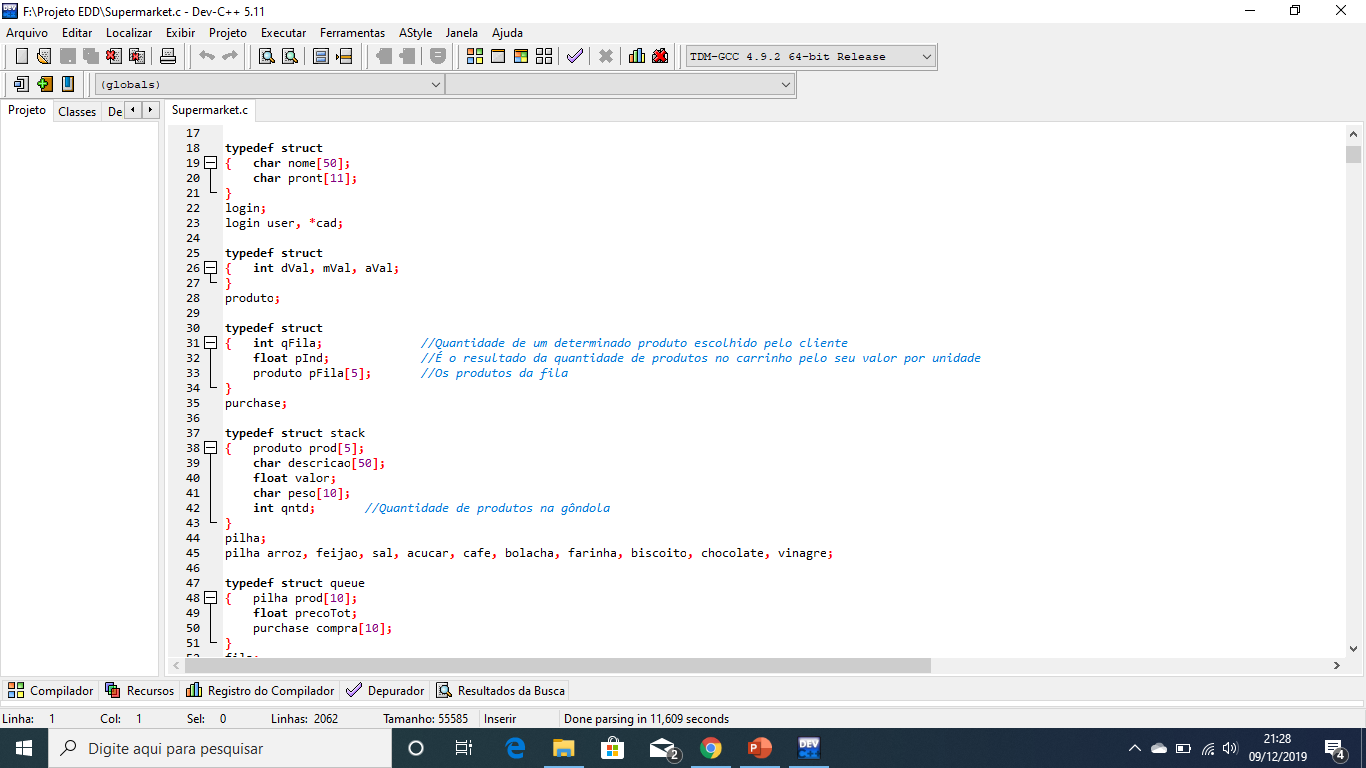 F:\Projeto EDD\Supermarket.c - Dev-C++ 5.11
Arquivo Editar Localizar Exibir Projeto Executar Ferramentas AStyle Janela Ajuda
TDM-GCC 4.9.2 64-bit Release
(globals)
Projeto Classes De Supermarket.c
17
18 typedef struct
19 { char nome[50];
20 char pront[11];
21 }
22 login;
23 login user, *cad;
24
25 typedef struct
26 { int dVal, mVal, aVal;
27 }
28 produto;
29
30 typedef struct
31 { int qFila; //Quantidade de um determinado produto escolhido pelo cliente
32 float pInd; //É o resultado da quantidade de produtos no carrinho pelo seu valor por unidade
33 produto pFila[5]; //Os produtos da fila
34 }
35 purchase;
36
37 typedef struct stack
38 { produto prod[5];
39 char descricao[50];
40 float valor;
41 char peso[10];
42 int qntd; //Quantidade de produtos na gôndola
43 }
44 pilha;
45 pilha arroz, feijao, sal, acucar, cafe, bolacha, farinha, biscoito, chocolate, vinagre;
46
47 typedef struct queue
48 { pilha prod[10];
49 float precoTot;
50 purchase compra[10];
51 }
52 fila;
Compilador Recursos Registro do Compilador Depurador Resultados da Busca
Linha: 1 Col: 1 Sel: 0 Linhas: 2062 Tamanho: 55585 Inserir Done parsing in 11,609 seconds
Digite aqui para pesquisar
2
21:28
09/12/2019
4